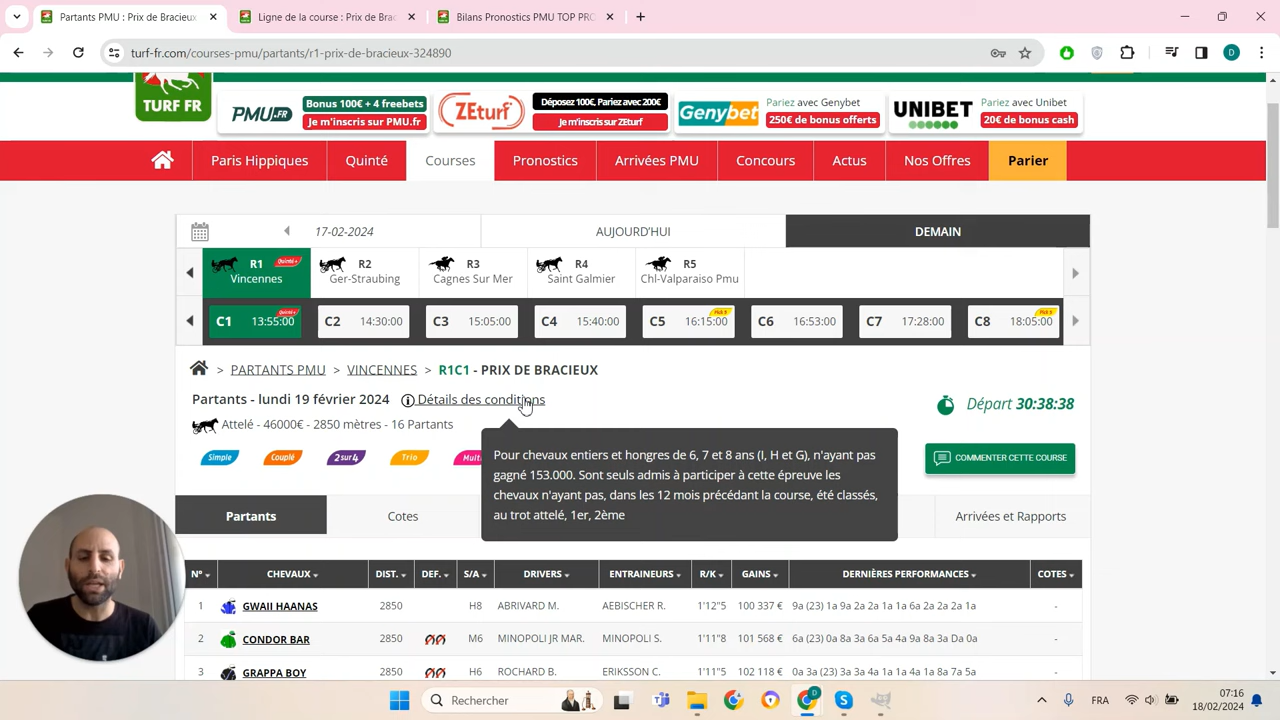 Partants PMU : Prix de Bracieux
Ligne de la course : Prix de Brac
Bilans Pronostics PMU TOP PRO
turf-fr.com/courses-pmu/partants/r1-prix-de-bracieux-324890
D
TURF FR
PMU.FR
Bonus 100€ + 4 freebets
Je m'inscris sur PMU.fr
ZEturf
Déposez 100€, Pariez avec 200€
Je m'inscris sur ZEturf
Genybet
Pariez avec Genybet
250€ de bonus offerts
UNIBET
Pariez avec Unibet
20€ de bonus cash
Paris Hippiques
Quinté
Courses
Pronostics
Arrivées PMU
Concours
Actus
Nos Offres
Parier
17-02-2024
AUJOURD'HUI
DEMAIN
R1 Quinté+
Vincennes
R2
Ger-Straubing
R3
Cagnes Sur Mer
R4
Saint Galmier
R5
Chl-Valparaiso Pmu
C1 13:55:00 Quinté+
C2 14:30:00
C3 15:05:00
C4 15:40:00
C5 16:15:00 Pick 5
C6 16:53:00
C7 17:28:00
C8 18:05:00 Pick 5
> PARTANTS PMU > VINCENNES > R1C1 - PRIX DE BRACIEUX
Partants - lundi 19 février 2024 Détails des conditions
Départ 30:38:38
Attelé - 46000€ - 2850 mètres - 16 Partants
Simple
Couplé
2sur4
Trio
Mult
Pour chevaux entiers et hongres de 6, 7 et 8 ans (I, H et G), n'ayant pas
gagné 153.000. Sont seuls admis à participer à cette épreuve les
chevaux n'ayant pas, dans les 12 mois précédant la course, été classés,
au trot attelé, 1er, 2ème
COMMENTER CETTE COURSE
Partants
Cotes
Arrivées et Rapports
N° CHEVAUX DIST. DEF. S/A DRIVERS ENTRAINEURS R/K GAINS DERNIÈRES PERFORMANCES COTES
1 GWAII HAANAS 2850 H8 ABRIVARD M. AEBISCHER R. 1'12"5 100 337 € 9a (23) 1a 9a 2a 2a 1a 1a 6a 2a 2a 2a 1a -
2 CONDOR BAR 2850 M6 MINOPOLI JR MAR. MINOPOLI S. 1'11"8 101 568 € 6a (23) 0a 8a 3a 6a 5a 4a 9a 8a 3a Da 0a -
3 GRAPPA BOY 2850 H6 ROCHARD B. ERIKSSON C. 1'11"5 102 118 € 0a 3a (23) 3a 3a 4a 1a 1a 4a 1a 8a 7a 5a -
Rechercher
D
FRA
07:16
18/02/2024